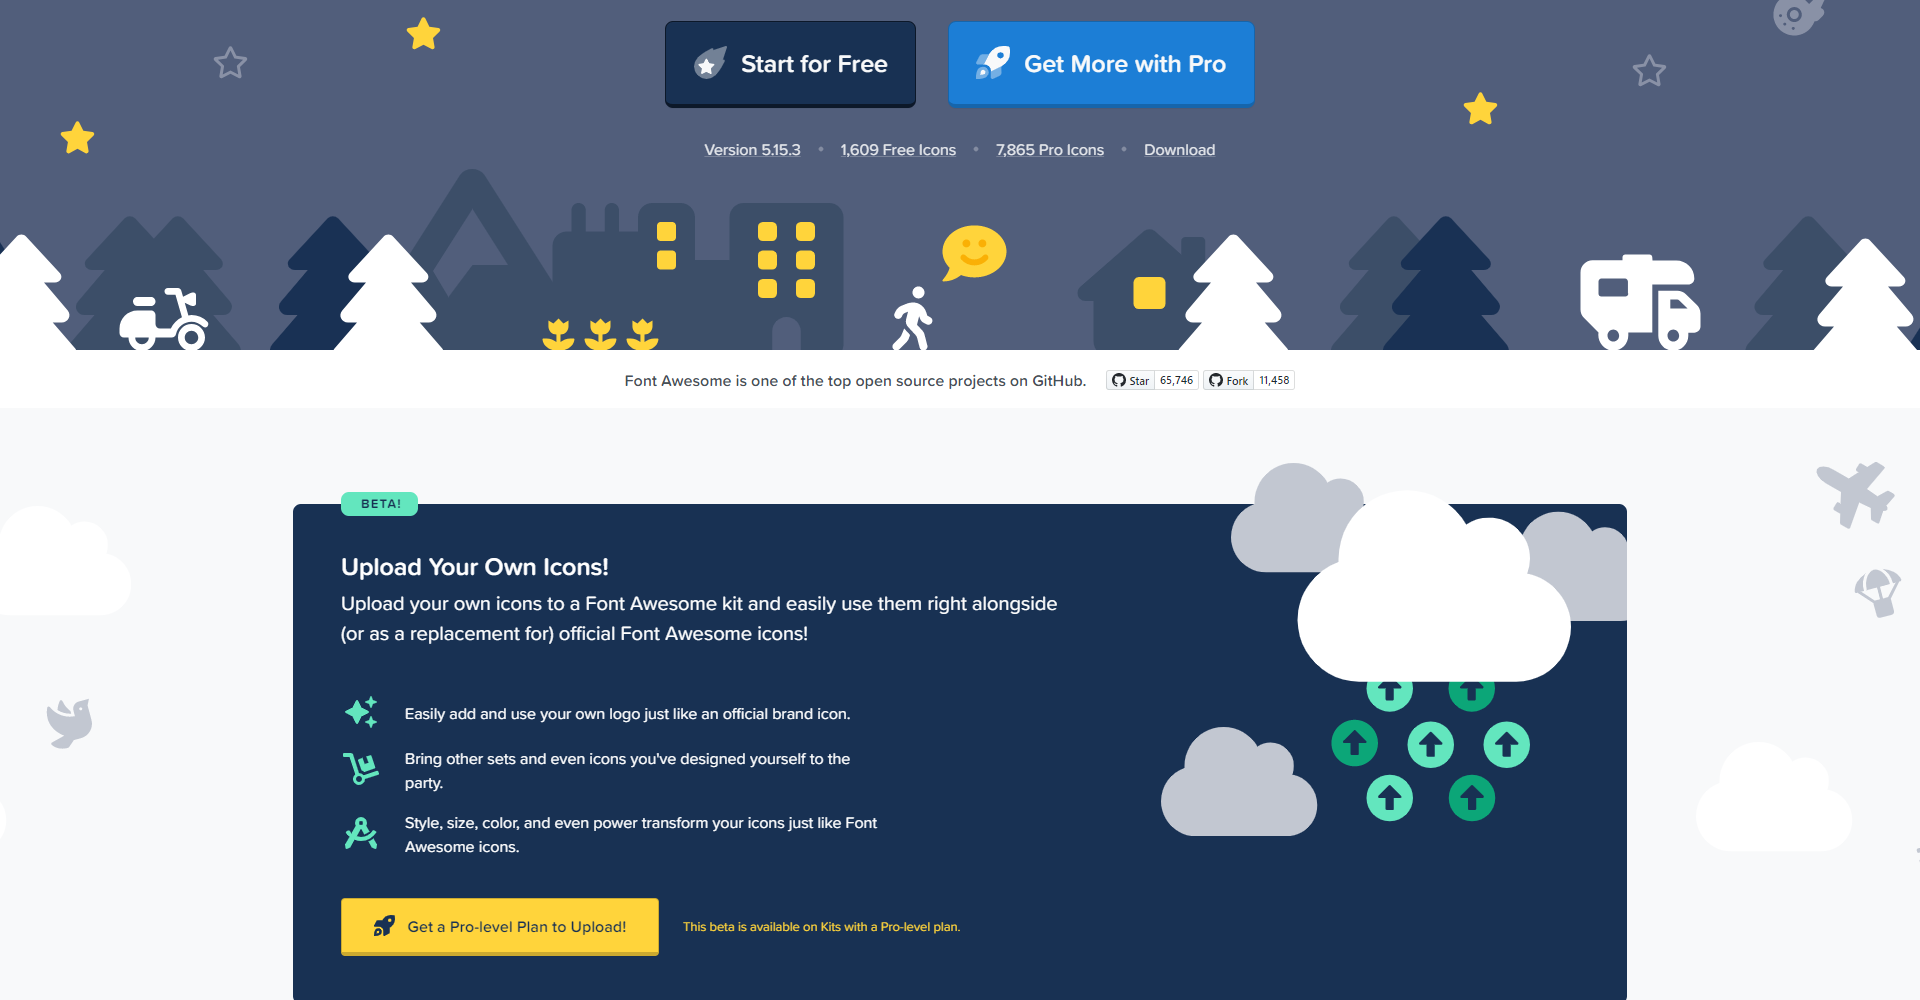 Start for Free
Get More with Pro
Version 5.15.3 • 1,609 Free Icons • 7,865 Pro Icons • Download
Font Awesome is one of the top open source projects on GitHub.
Star 65,746
Fork 11,458
BETA!
Upload Your Own Icons!
Upload your own icons to a Font Awesome kit and easily use them right alongside
(or as a replacement for) official Font Awesome icons!
Easily add and use your own logo just like an official brand icon.
Bring other sets and even icons you've designed yourself to the
party.
Style, size, color, and even power transform your icons just like Font
Awesome icons.
Get a Pro-level Plan to Upload!
This beta is available on Kits with a Pro-level plan.